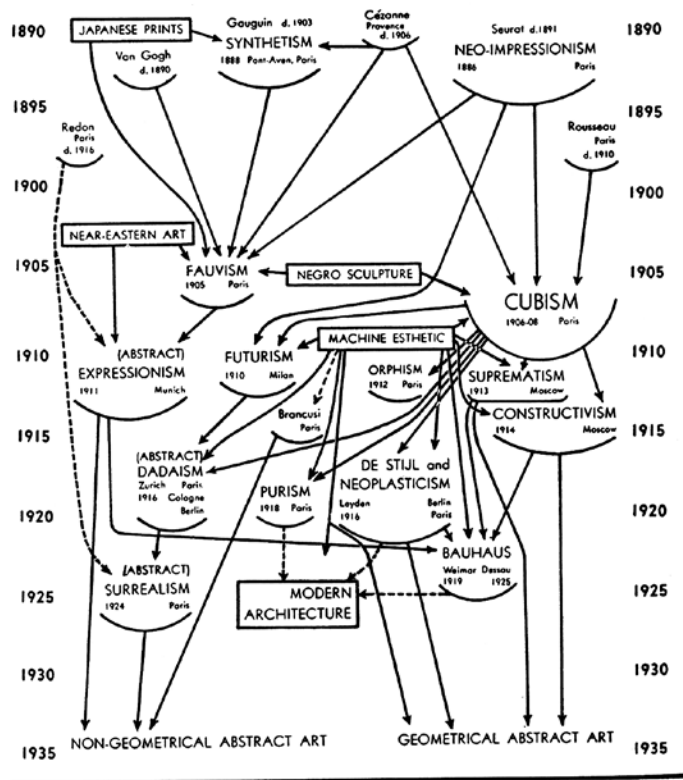 1890
JAPANESE PRINTS
Gauguin d. 1903
SYNTHETISM
1888 Pont-Aven, Paris
Cézanne
Provence
d. 1906
Seurat d.1891
NEO-IMPRESSIONISM
1886 Paris
1890
Van Gogh
d. 1890
1895
1895
Redon
Paris
d. 1916
Rousseau
Paris
d. 1910
1900
1900
NEAR-EASTERN ART
1905
FAUVISM
1905 Paris
NEGRO SCULPTURE
1905
CUBISM
1906-08 Paris
1910
(ABSTRACT)
EXPRESSIONISM
1911 Munich
FUTURISM
1910 Milan
MACHINE ESTHETIC
ORPHISM
1912 Paris
SUPREMATISM
1913 Moscow
1910
Brancusi
Paris
CONSTRUCTIVISM
1914 Moscow
1915
1915
(ABSTRACT)
DADAISM
Zurich Paris
1916 Cologne
Berlin
PURISM
1918 Paris
DE STIJL and
NEOPLASTICISM
Leyden Berlin
1916 Paris
1920
1920
BAUHAUS
Weimar Dessau
1919 1925
(ABSTRACT)
SURREALISM
1924 Paris
MODERN
ARCHITECTURE
1925
1925
1930
1930
1935
NON-GEOMETRICAL ABSTRACT ART
GEOMETRICAL ABSTRACT ART
1935